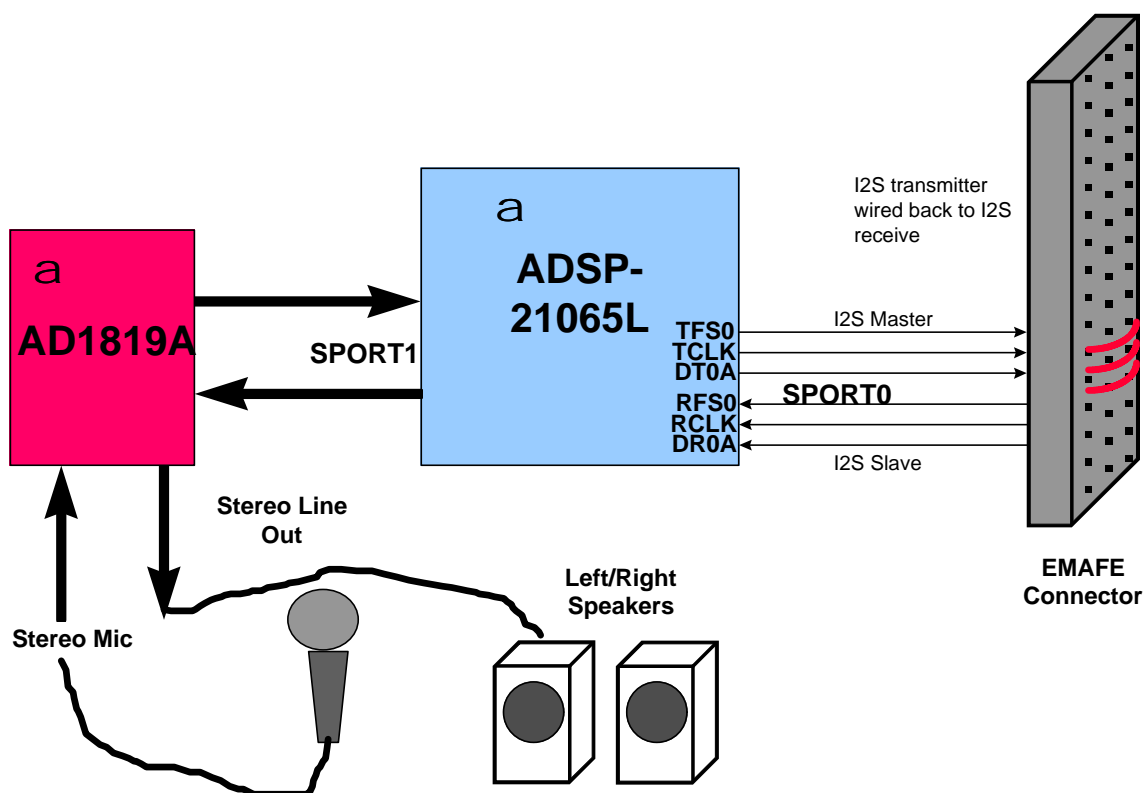 I2S transmitter
wired back to I2S
receive
a
ADSP-
21065L
a
AD1819A
SPORT1
TFS0
TCLK
DT0A
RFS0
RCLK
DR0A
I2S Master
SPORT0
I2S Slave
Stereo Line
Out
Left/Right
Speakers
EMAFE
Connector
Stereo Mic